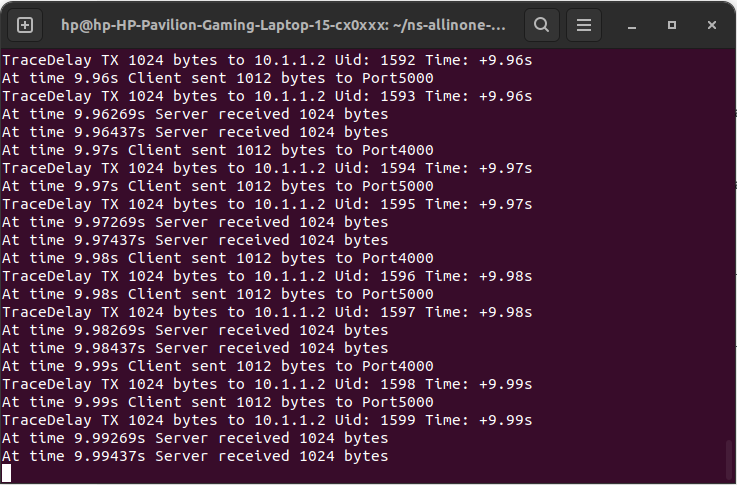 hp@hp-HP-Pavilion-Gaming-Laptop-15-cx0xxx: ~/ns-allinone-...
TraceDelay TX 1024 bytes to 10.1.1.2 Uid: 1592 Time: +9.96s
At time 9.96s Client sent 1012 bytes to Port5000
TraceDelay TX 1024 bytes to 10.1.1.2 Uid: 1593 Time: +9.96s
At time 9.96269s Server received 1024 bytes
At time 9.96437s Server received 1024 bytes
At time 9.97s Client sent 1012 bytes to Port4000
TraceDelay TX 1024 bytes to 10.1.1.2 Uid: 1594 Time: +9.97s
At time 9.97s Client sent 1012 bytes to Port5000
TraceDelay TX 1024 bytes to 10.1.1.2 Uid: 1595 Time: +9.97s
At time 9.97269s Server received 1024 bytes
At time 9.97437s Server received 1024 bytes
At time 9.98s Client sent 1012 bytes to Port4000
TraceDelay TX 1024 bytes to 10.1.1.2 Uid: 1596 Time: +9.98s
At time 9.98s Client sent 1012 bytes to Port5000
TraceDelay TX 1024 bytes to 10.1.1.2 Uid: 1597 Time: +9.98s
At time 9.98269s Server received 1024 bytes
At time 9.98437s Server received 1024 bytes
At time 9.99s Client sent 1012 bytes to Port4000
TraceDelay TX 1024 bytes to 10.1.1.2 Uid: 1598 Time: +9.99s
At time 9.99s Client sent 1012 bytes to Port5000
TraceDelay TX 1024 bytes to 10.1.1.2 Uid: 1599 Time: +9.99s
At time 9.99269s Server received 1024 bytes
At time 9.99437s Server received 1024 bytes